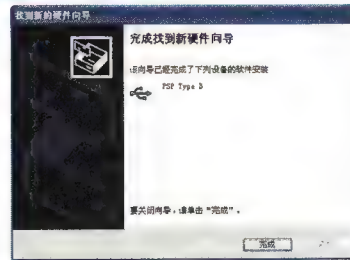 找到新的硬件向导
完成找到新硬件向导
该向导已经完成了下列设备的软件安装
PSP Type B
要关闭向导，请单击“完成”。
完成